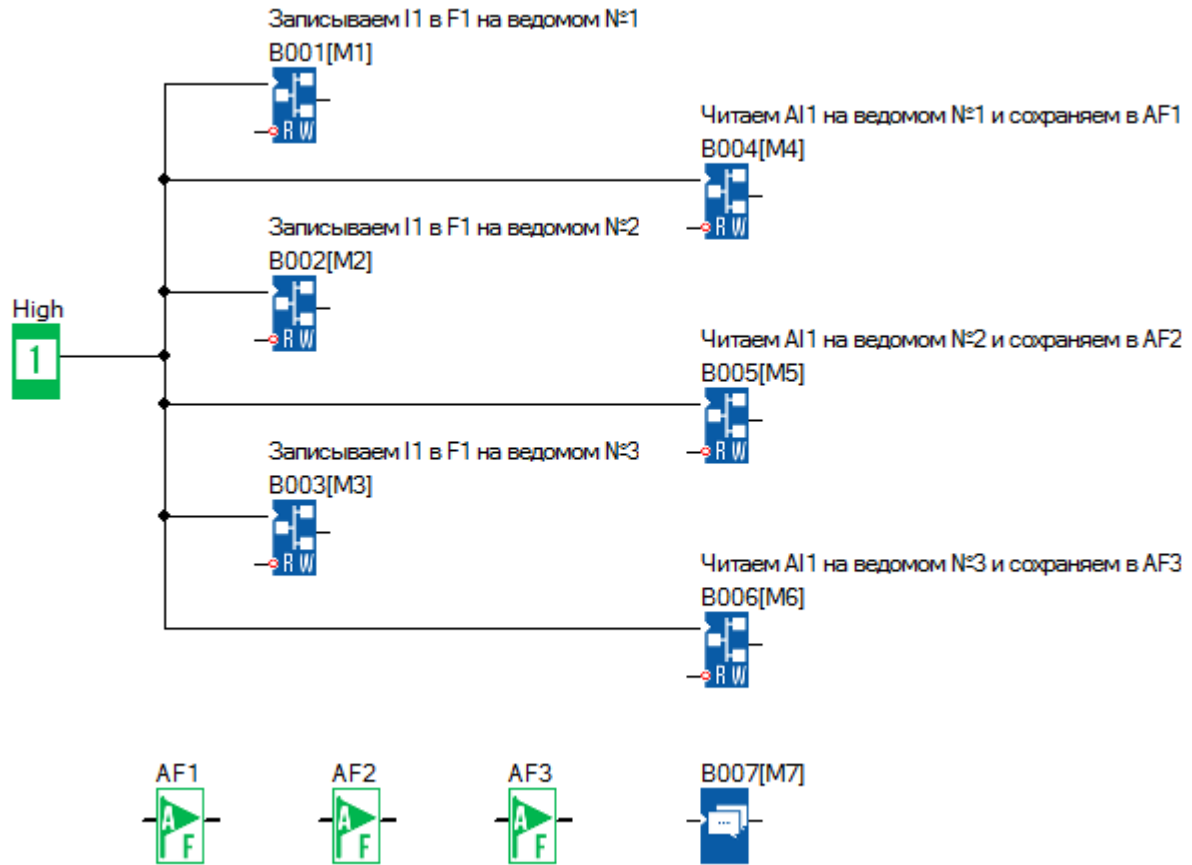 Записываем I1 в F1 на ведомом №1
B001[M1]
R W
Читаем AI1 на ведомом №1 и сохраняем в AF1
B004[M4]
R W
Записываем I1 в F1 на ведомом №2
B002[M2]
R W
High
1
Читаем AI1 на ведомом №2 и сохраняем в AF2
B005[M5]
R W
Записываем I1 в F1 на ведомом №3
B003[M3]
R W
Читаем AI1 на ведомом №3 и сохраняем в AF3
B006[M6]
R W
AF1
A
F
AF2
A
F
AF3
A
F
B007[M7]
...